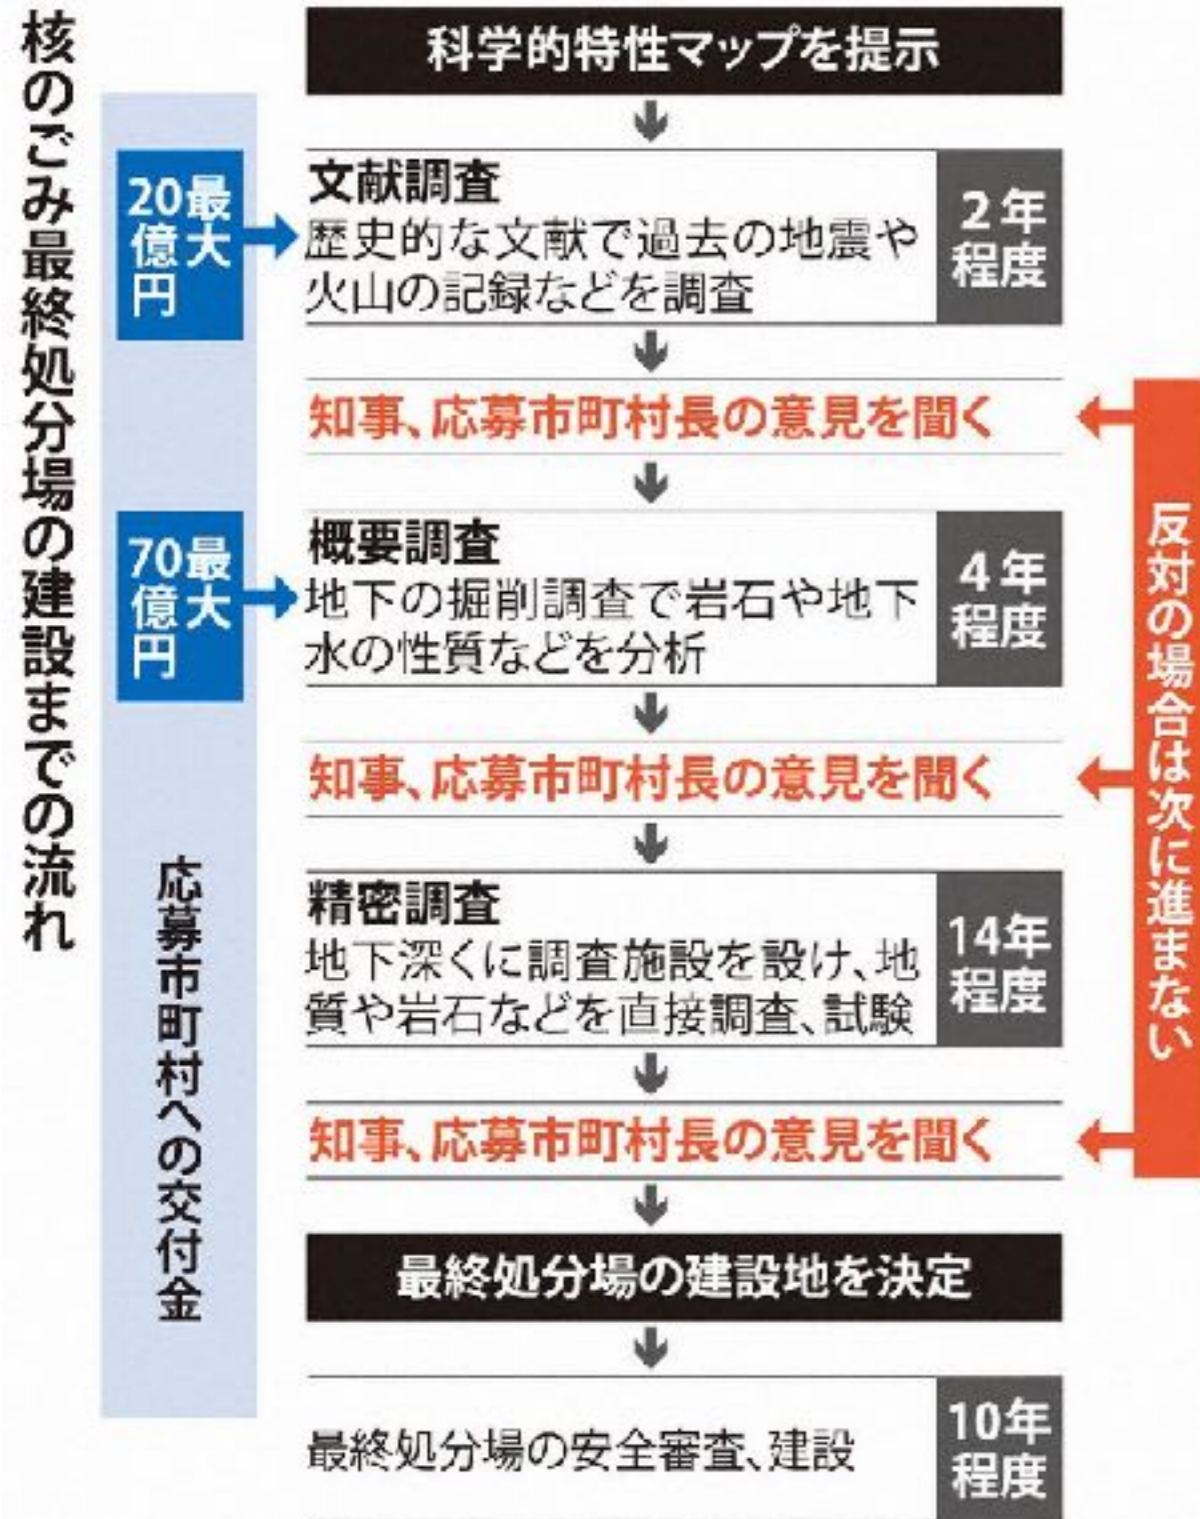 核のごみ最終処分場の建設までの流れ
科学的特性マップを提示
最大
20億円
文献調査
歴史的な文献で過去の地震や
火山の記録などを調査
2年
程度
知事、応募市町村長の意見を聞く
最大
70億円
概要調査
地下の掘削調査で岩石や地下
水の性質などを分析
4年
程度
知事、応募市町村長の意見を聞く
精密調査
地下深くに調査施設を設け、地
質や岩石などを直接調査、試験
14年
程度
知事、応募市町村長の意見を聞く
反対の場合は次に進まない
応募市町村への交付金
最終処分場の建設地を決定
最終処分場の安全審査、建設
10年
程度